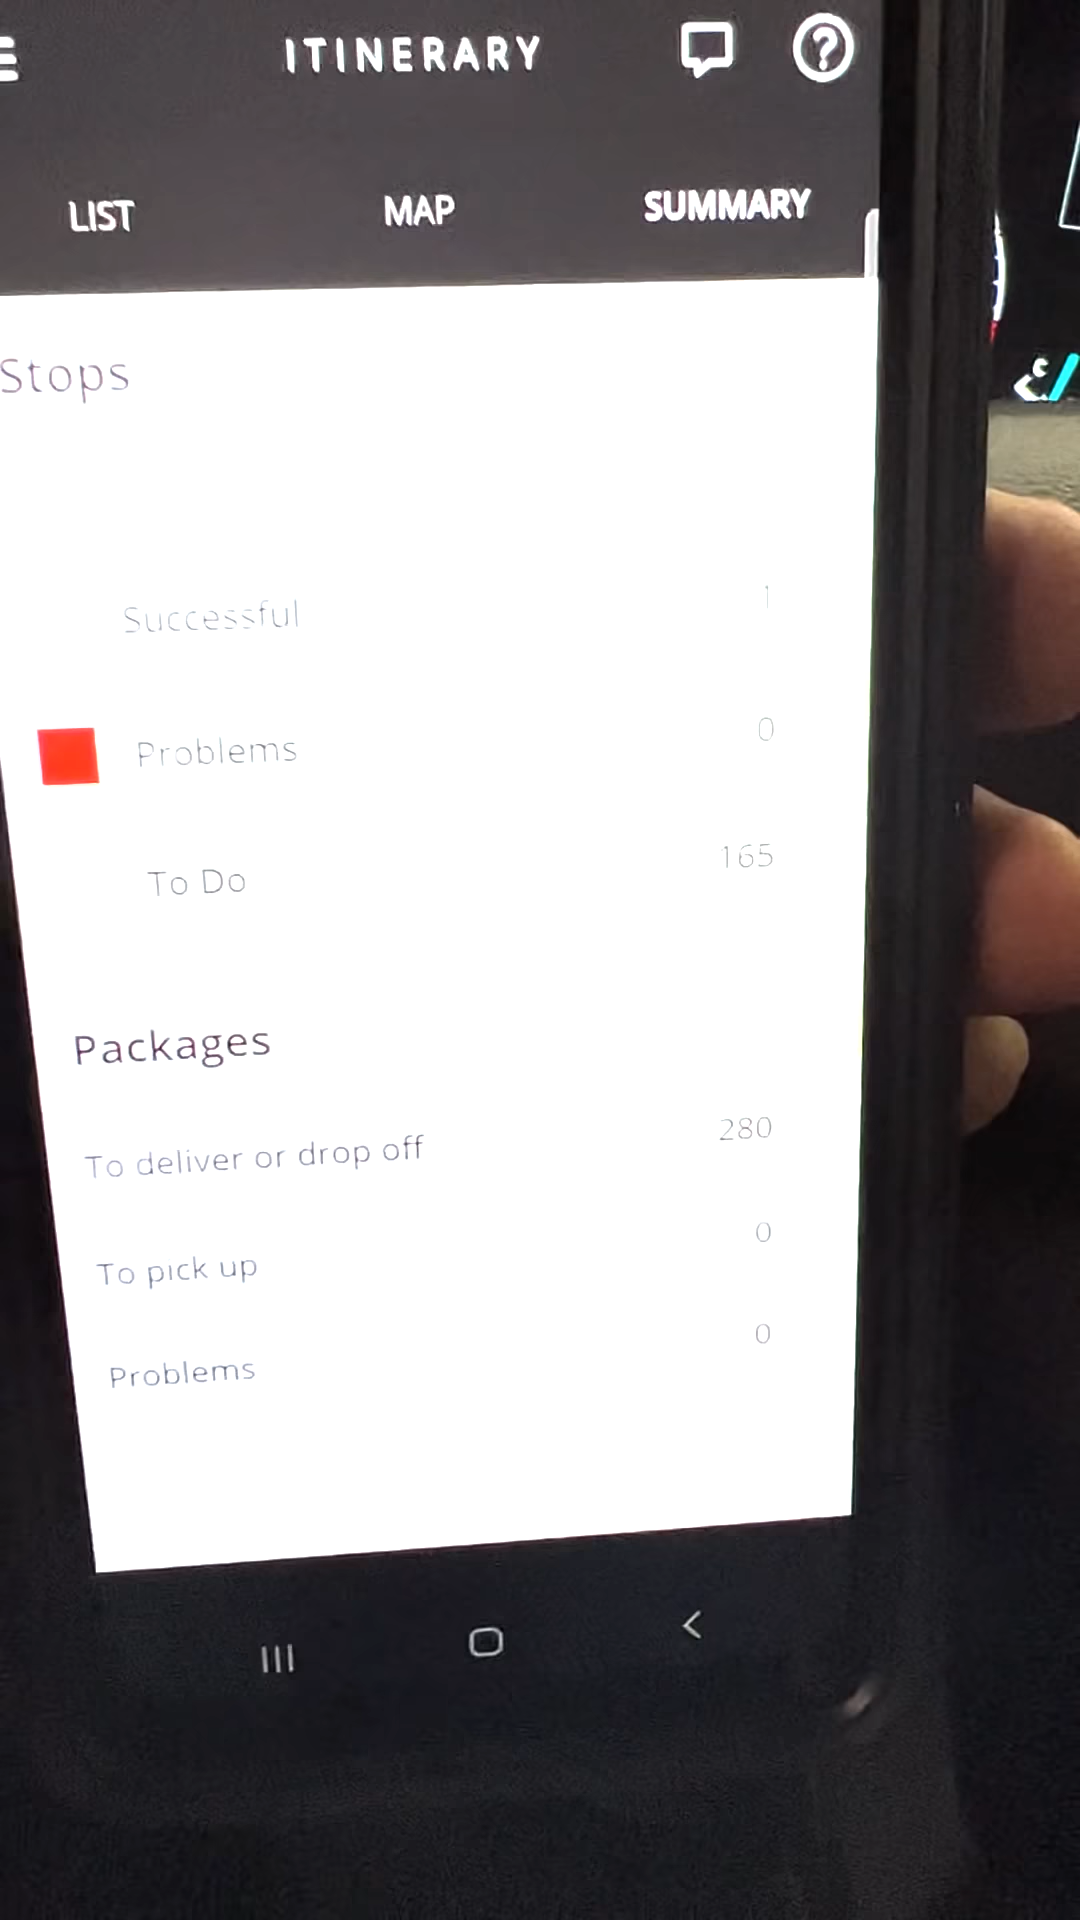 ITINERARY
LIST MAP SUMMARY
Stops
Successful 1
Problems 0
To Do 165
Packages
To deliver or drop off 280
To pick up 0
Problems 0